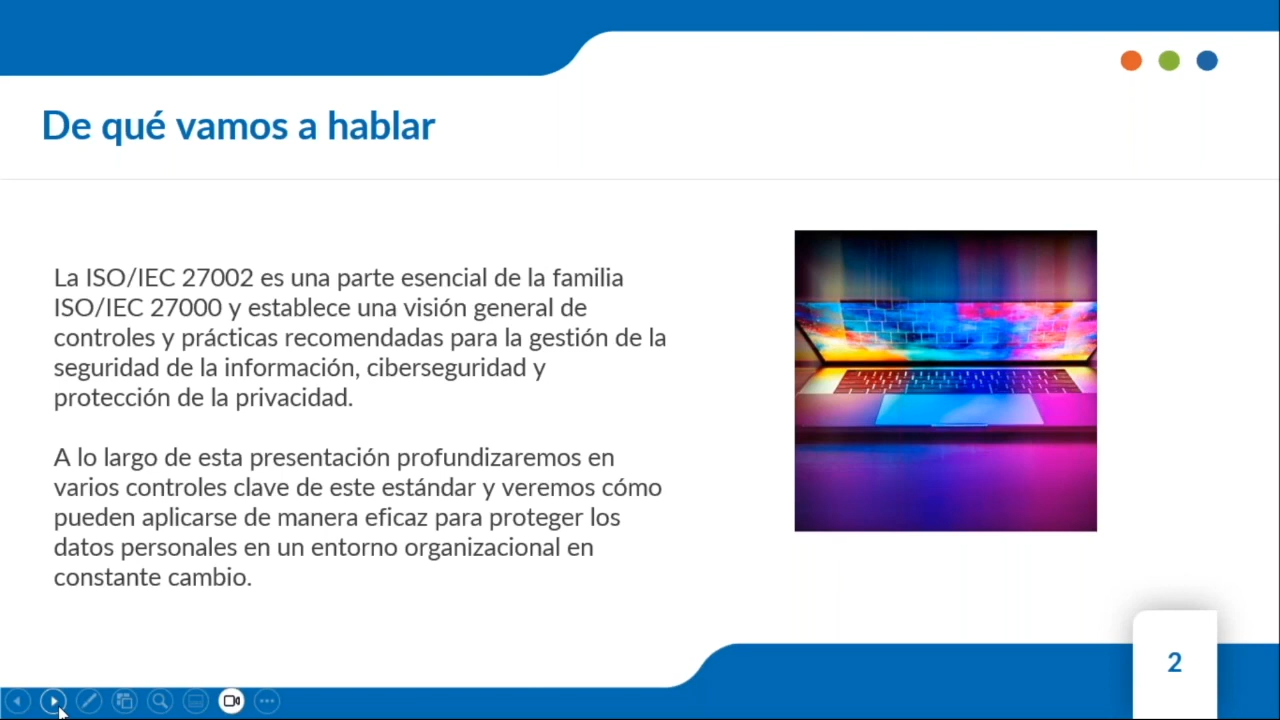 De qué vamos a hablar
La ISO/IEC 27002 es una parte esencial de la familia
ISO/IEC 27000 y establece una visión general de
controles y prácticas recomendadas para la gestión de la
seguridad de la información, ciberseguridad y
protección de la privacidad.
A lo largo de esta presentación profundizaremos en
varios controles clave de este estándar y veremos cómo
pueden aplicarse de manera eficaz para proteger los
datos personales en un entorno organizacional en
constante cambio.
2